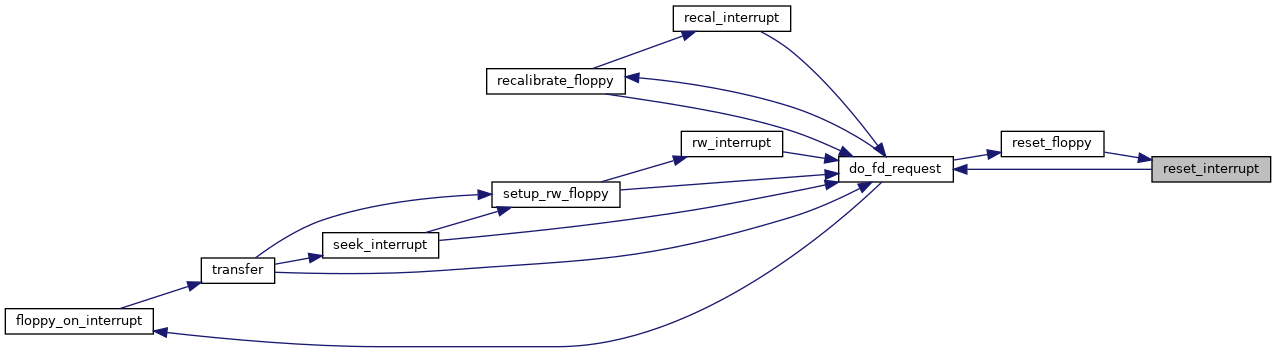 recal_interrupt
recalibrate_floppy
rw_interrupt
reset_floppy
do_fd_request
reset_interrupt
setup_rw_floppy
seek_interrupt
transfer
floppy_on_interrupt